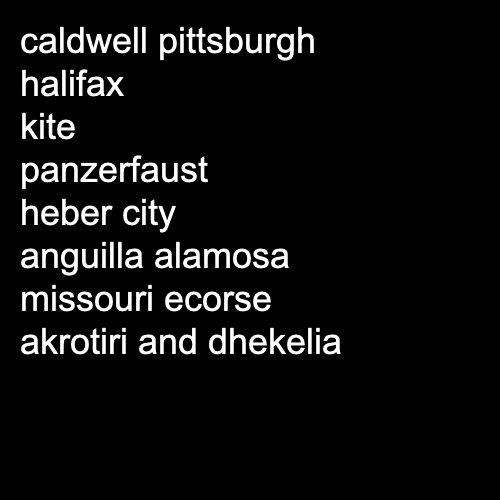 caldwell pittsburgh
halifax
kite
panzerfaust
heber city
anguilla alamosa
missouri ecorse
akrotiri and dhekelia